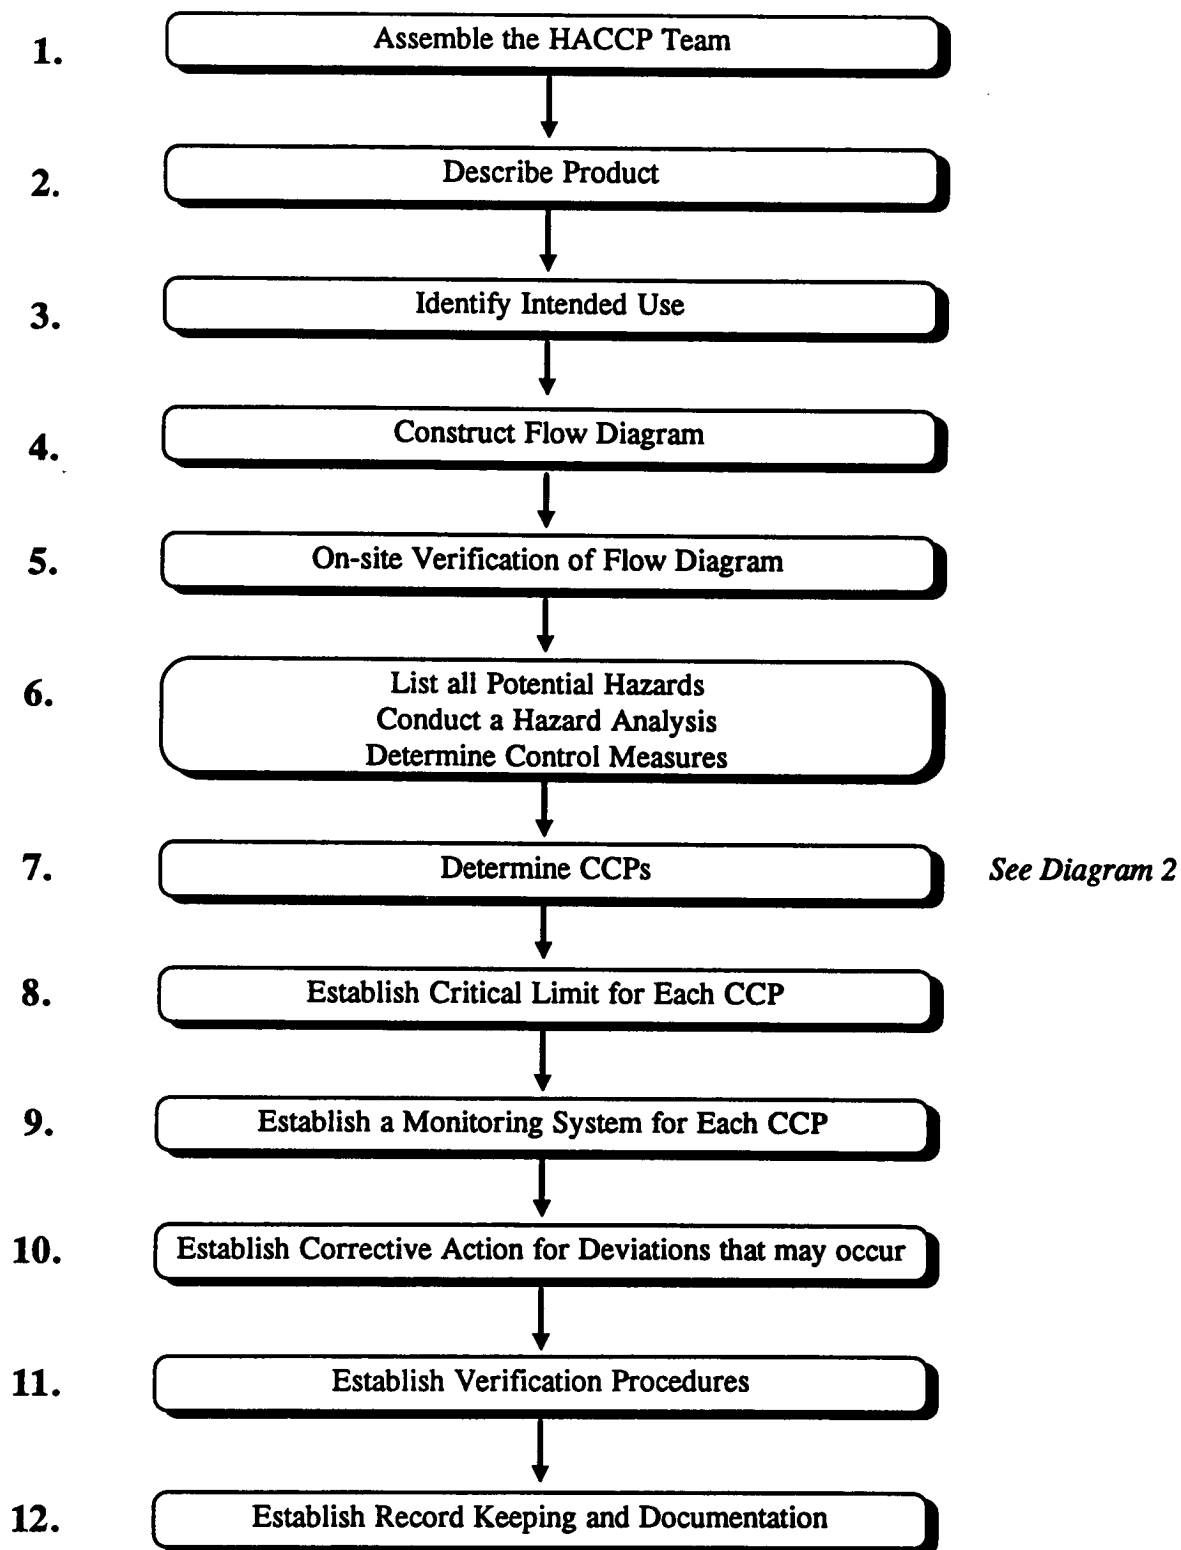 1. Assemble the HACCP Team
2. Describe Product
3. Identify Intended Use
4. Construct Flow Diagram
5. On-site Verification of Flow Diagram
6. List all Potential Hazards
Conduct a Hazard Analysis
Determine Control Measures
7. Determine CCPs See Diagram 2
8. Establish Critical Limit for Each CCP
9. Establish a Monitoring System for Each CCP
10. Establish Corrective Action for Deviations that may occur
11. Establish Verification Procedures
12. Establish Record Keeping and Documentation